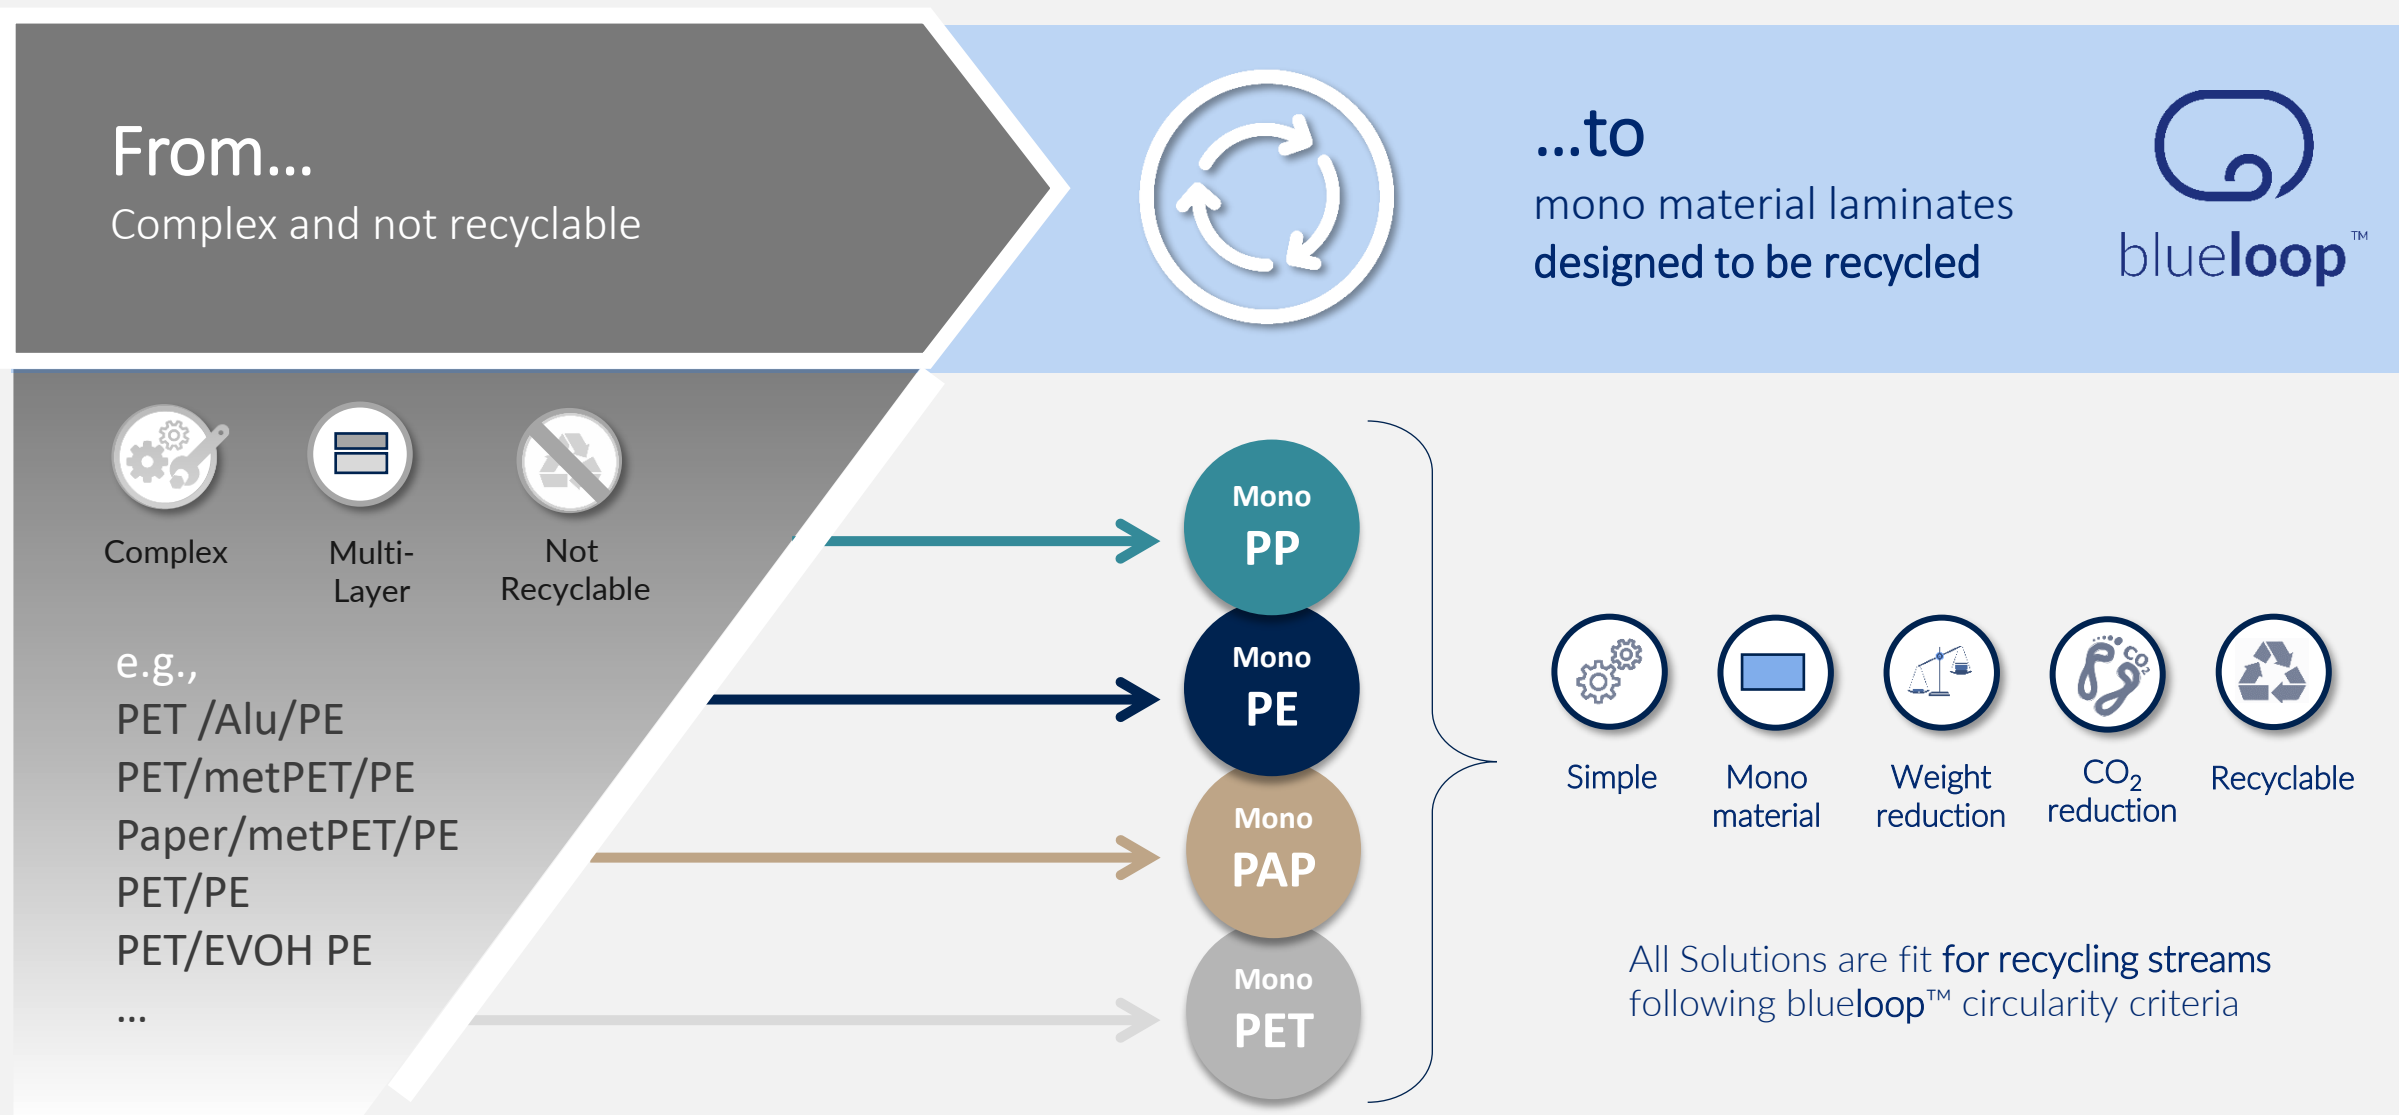 From...
Complex and not recyclable
...to
mono material laminates
designed to be recycled
blueloop™
Complex
Multi-
Layer
Not
Recyclable
e.g.,
PET /Alu/PE
PET/metPET/PE
Paper/metPET/PE
PET/PE
PET/EVOH PE
...
Mono
PP
Mono
PE
Mono
PAP
Mono
PET
Simple
Mono
material
Weight
reduction
CO2
CO₂
reduction
Recyclable
All Solutions are fit for recycling streams
following blueloop™ circularity criteria